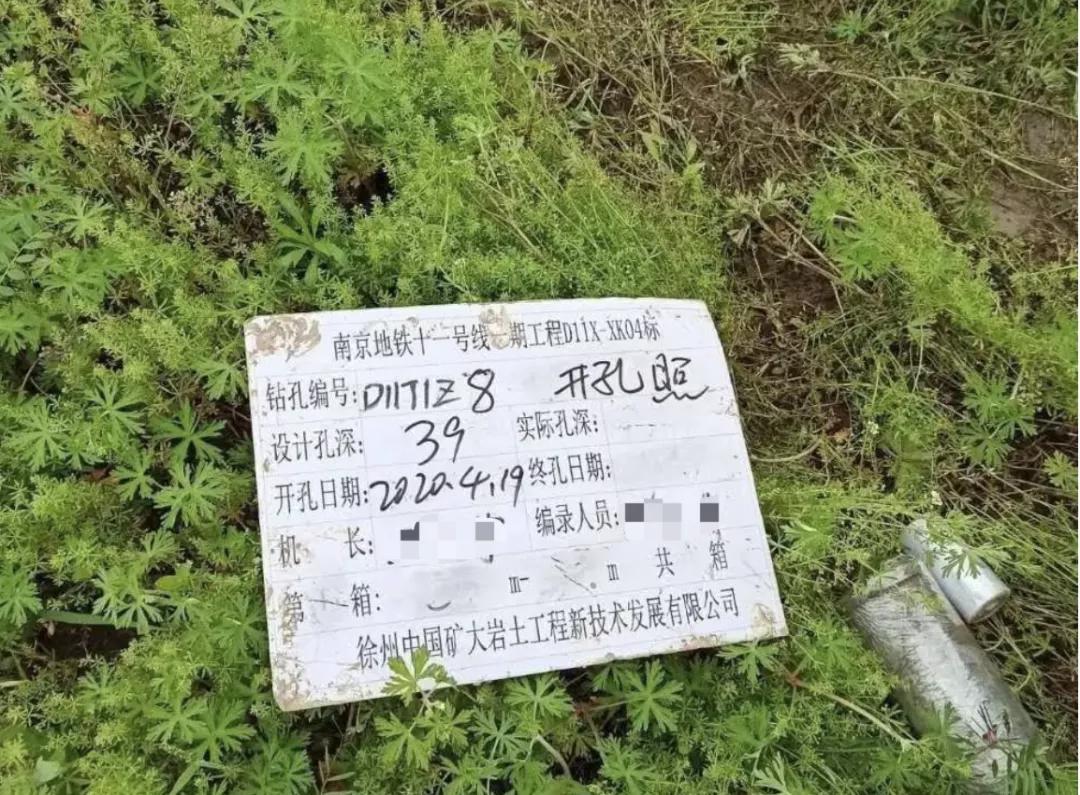 南京地铁十一号线 期工程D11X-XK04标
钻孔编号: D11T1Z8 开孔照
设计孔深: 39 实际孔深:
开孔日期: 2020.4.19 终孔日期:
机 长: 编录人员:
第 箱: m- m 共 箱
徐州中国矿大岩土工程新技术发展有限公司